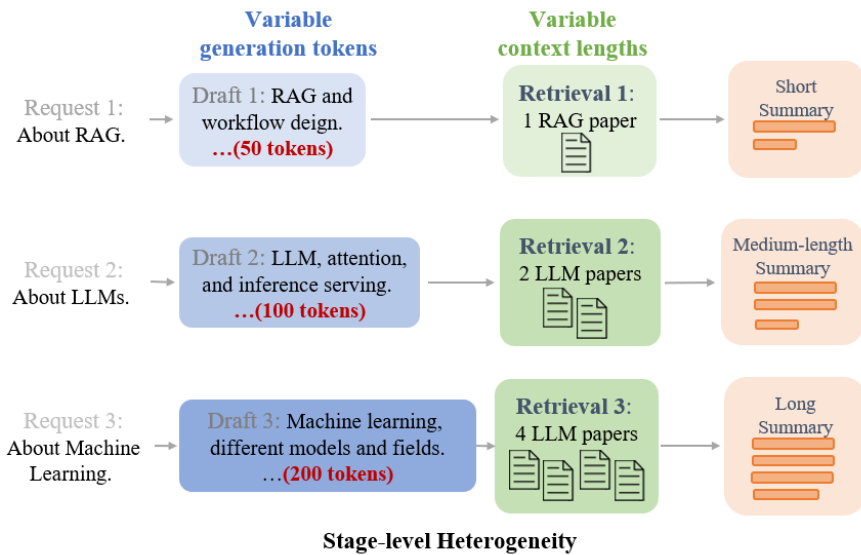 Variable
generation tokens
Variable
context lengths
Request 1:
About RAG.
Draft 1: RAG and
workflow deign.
…(50 tokens)
Retrieval 1:
1 RAG paper
Short
Summary
Request 2:
About LLMs.
Draft 2: LLM, attention,
and inference serving.
…(100 tokens)
Retrieval 2:
2 LLM papers
Medium-length
Summary
Request 3:
About Machine
Learning.
Draft 3: Machine learning,
different models and fields.
…(200 tokens)
Retrieval 3:
4 LLM papers
Long
Summary
Stage-level Heterogeneity